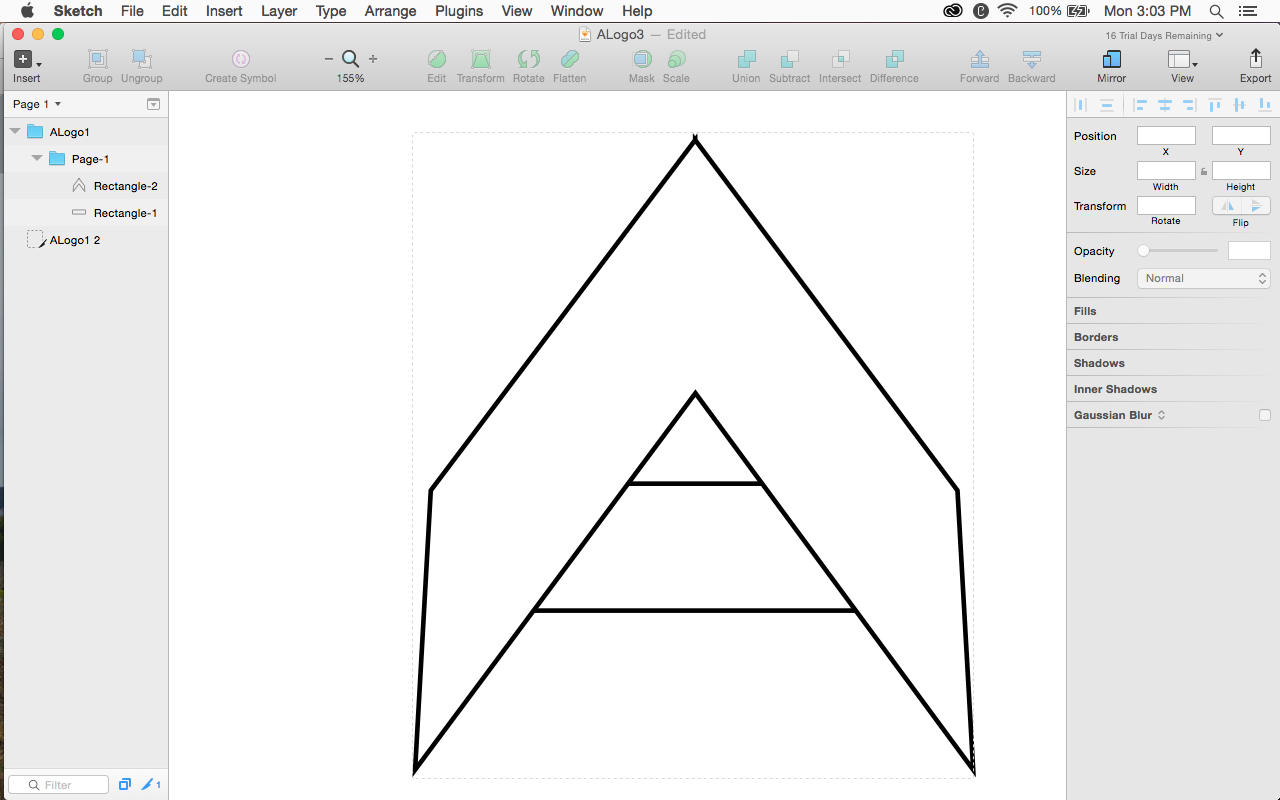 Sketch File Edit Insert Layer Type Arrange Plugins View Window Help 100% Mon 3:03 PM
ALogo3 — Edited 16 Trial Days Remaining
Insert Group Ungroup Create Symbol 155% Edit Transform Rotate Flatten Mask Scale Union Subtract Intersect Difference Forward Backward Mirror View Export
Page 1
ALogo1
Page-1
Rectangle-2
Rectangle-1
ALogo1 2
Filter 1
Position
X Y
Size
Width Height
Transform
Rotate Flip
Opacity
Blending Normal
Fills
Borders
Shadows
Inner Shadows
Gaussian Blur